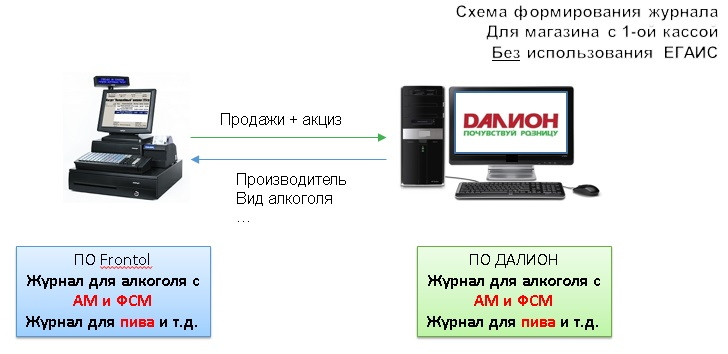 Схема формирования журнала
Для магазина с 1-ой кассой
Без использования ЕГАИС
Продажи + акциз
Производитель
Вид алкоголя
...
ДАЛИОН
ПОЧУВСТВУЙ РОЗНИЦУ
ПО Frontol
Журнал для алкоголя с
АМ и ФСМ
Журнал для пива и т.д.
ПО ДАЛИОН
Журнал для алкоголя с
АМ и ФСМ
Журнал для пива и т.д.